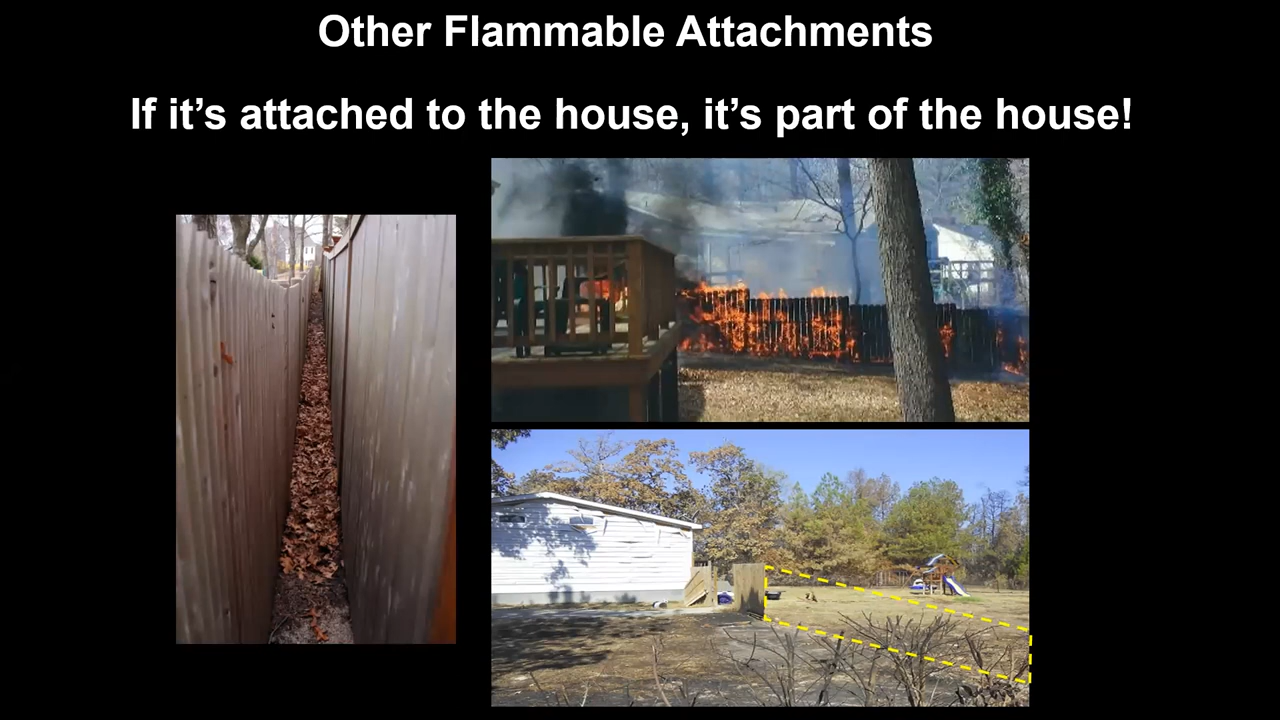 Other Flammable Attachments
If it’s attached to the house, it’s part of the house!